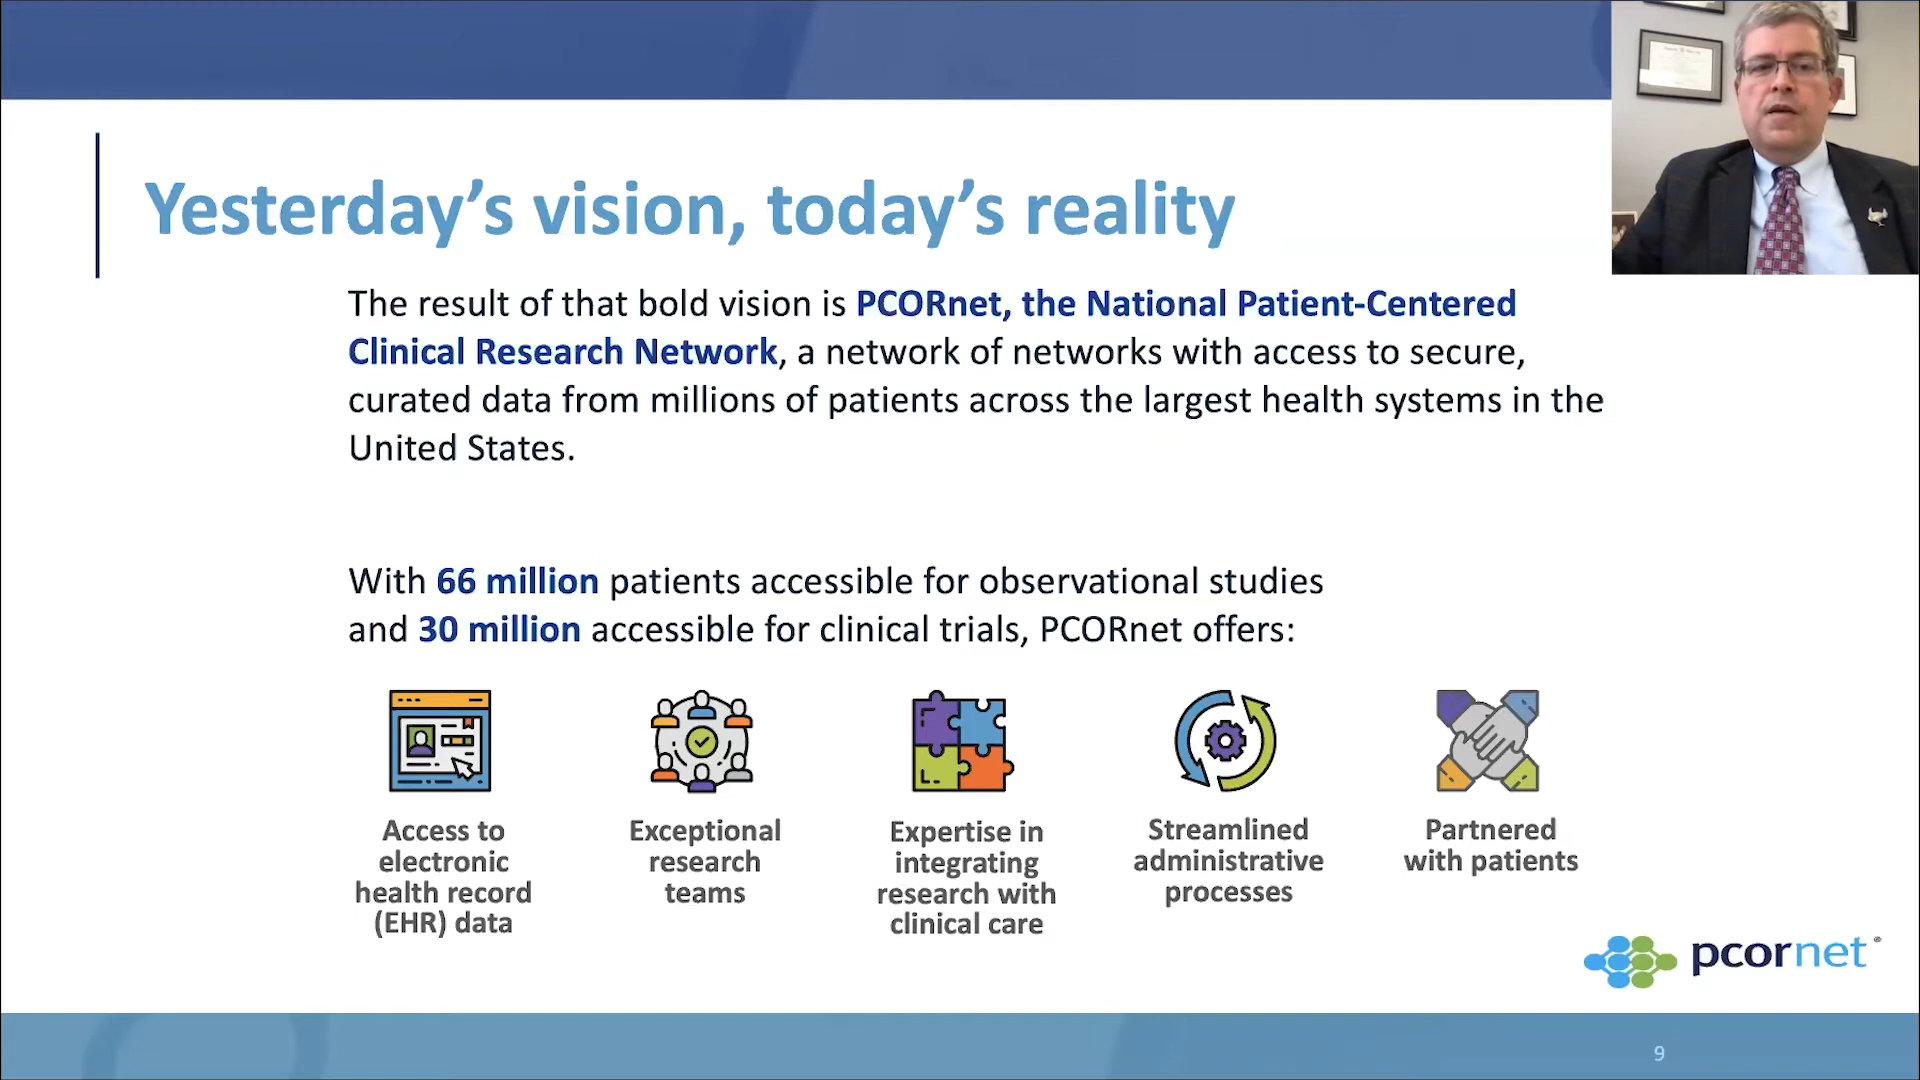 Yesterday’s vision, today’s reality
The result of that bold vision is PCORnet, the National Patient-Centered
Clinical Research Network, a network of networks with access to secure,
curated data from millions of patients across the largest health systems in the
United States.
With 66 million patients accessible for observational studies
and 30 million accessible for clinical trials, PCORnet offers:
Access to
electronic
health record
(EHR) data
Exceptional
research
teams
Expertise in
integrating
research with
clinical care
Streamlined
administrative
processes
Partnered
with patients
pcornet®
9